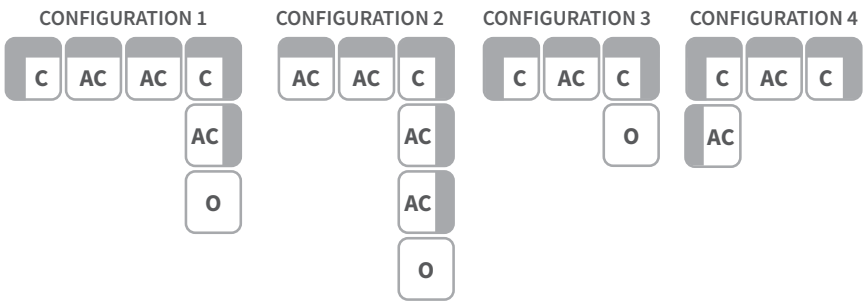 CONFIGURATION 1 CONFIGURATION 2 CONFIGURATION 3 CONFIGURATION 4
C AC AC C AC AC C C AC C C AC C
AC AC O AC
O AC
O